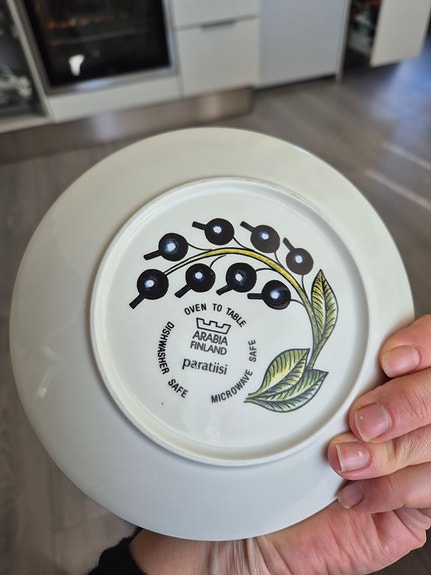 OVEN TO TABLE
ARABIA
FINLAND
paratiisi
DISHWASHER SAFE
MICROWAVE SAFE